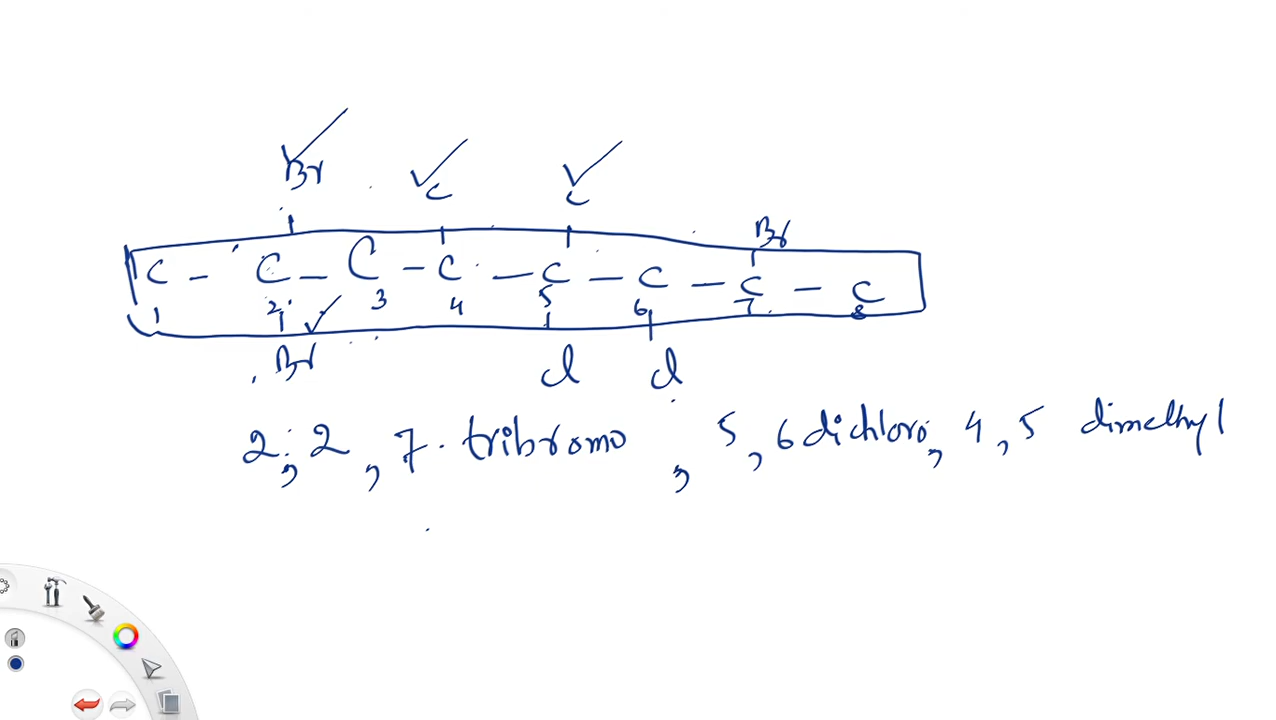 Br C C Br
C - C - C - C - C - C - C - C
1 2 3 4 5 6 7 8
Br Cl Cl
2, 2, 7. tribromo, 5, 6 dichloro, 4, 5 dimethyl